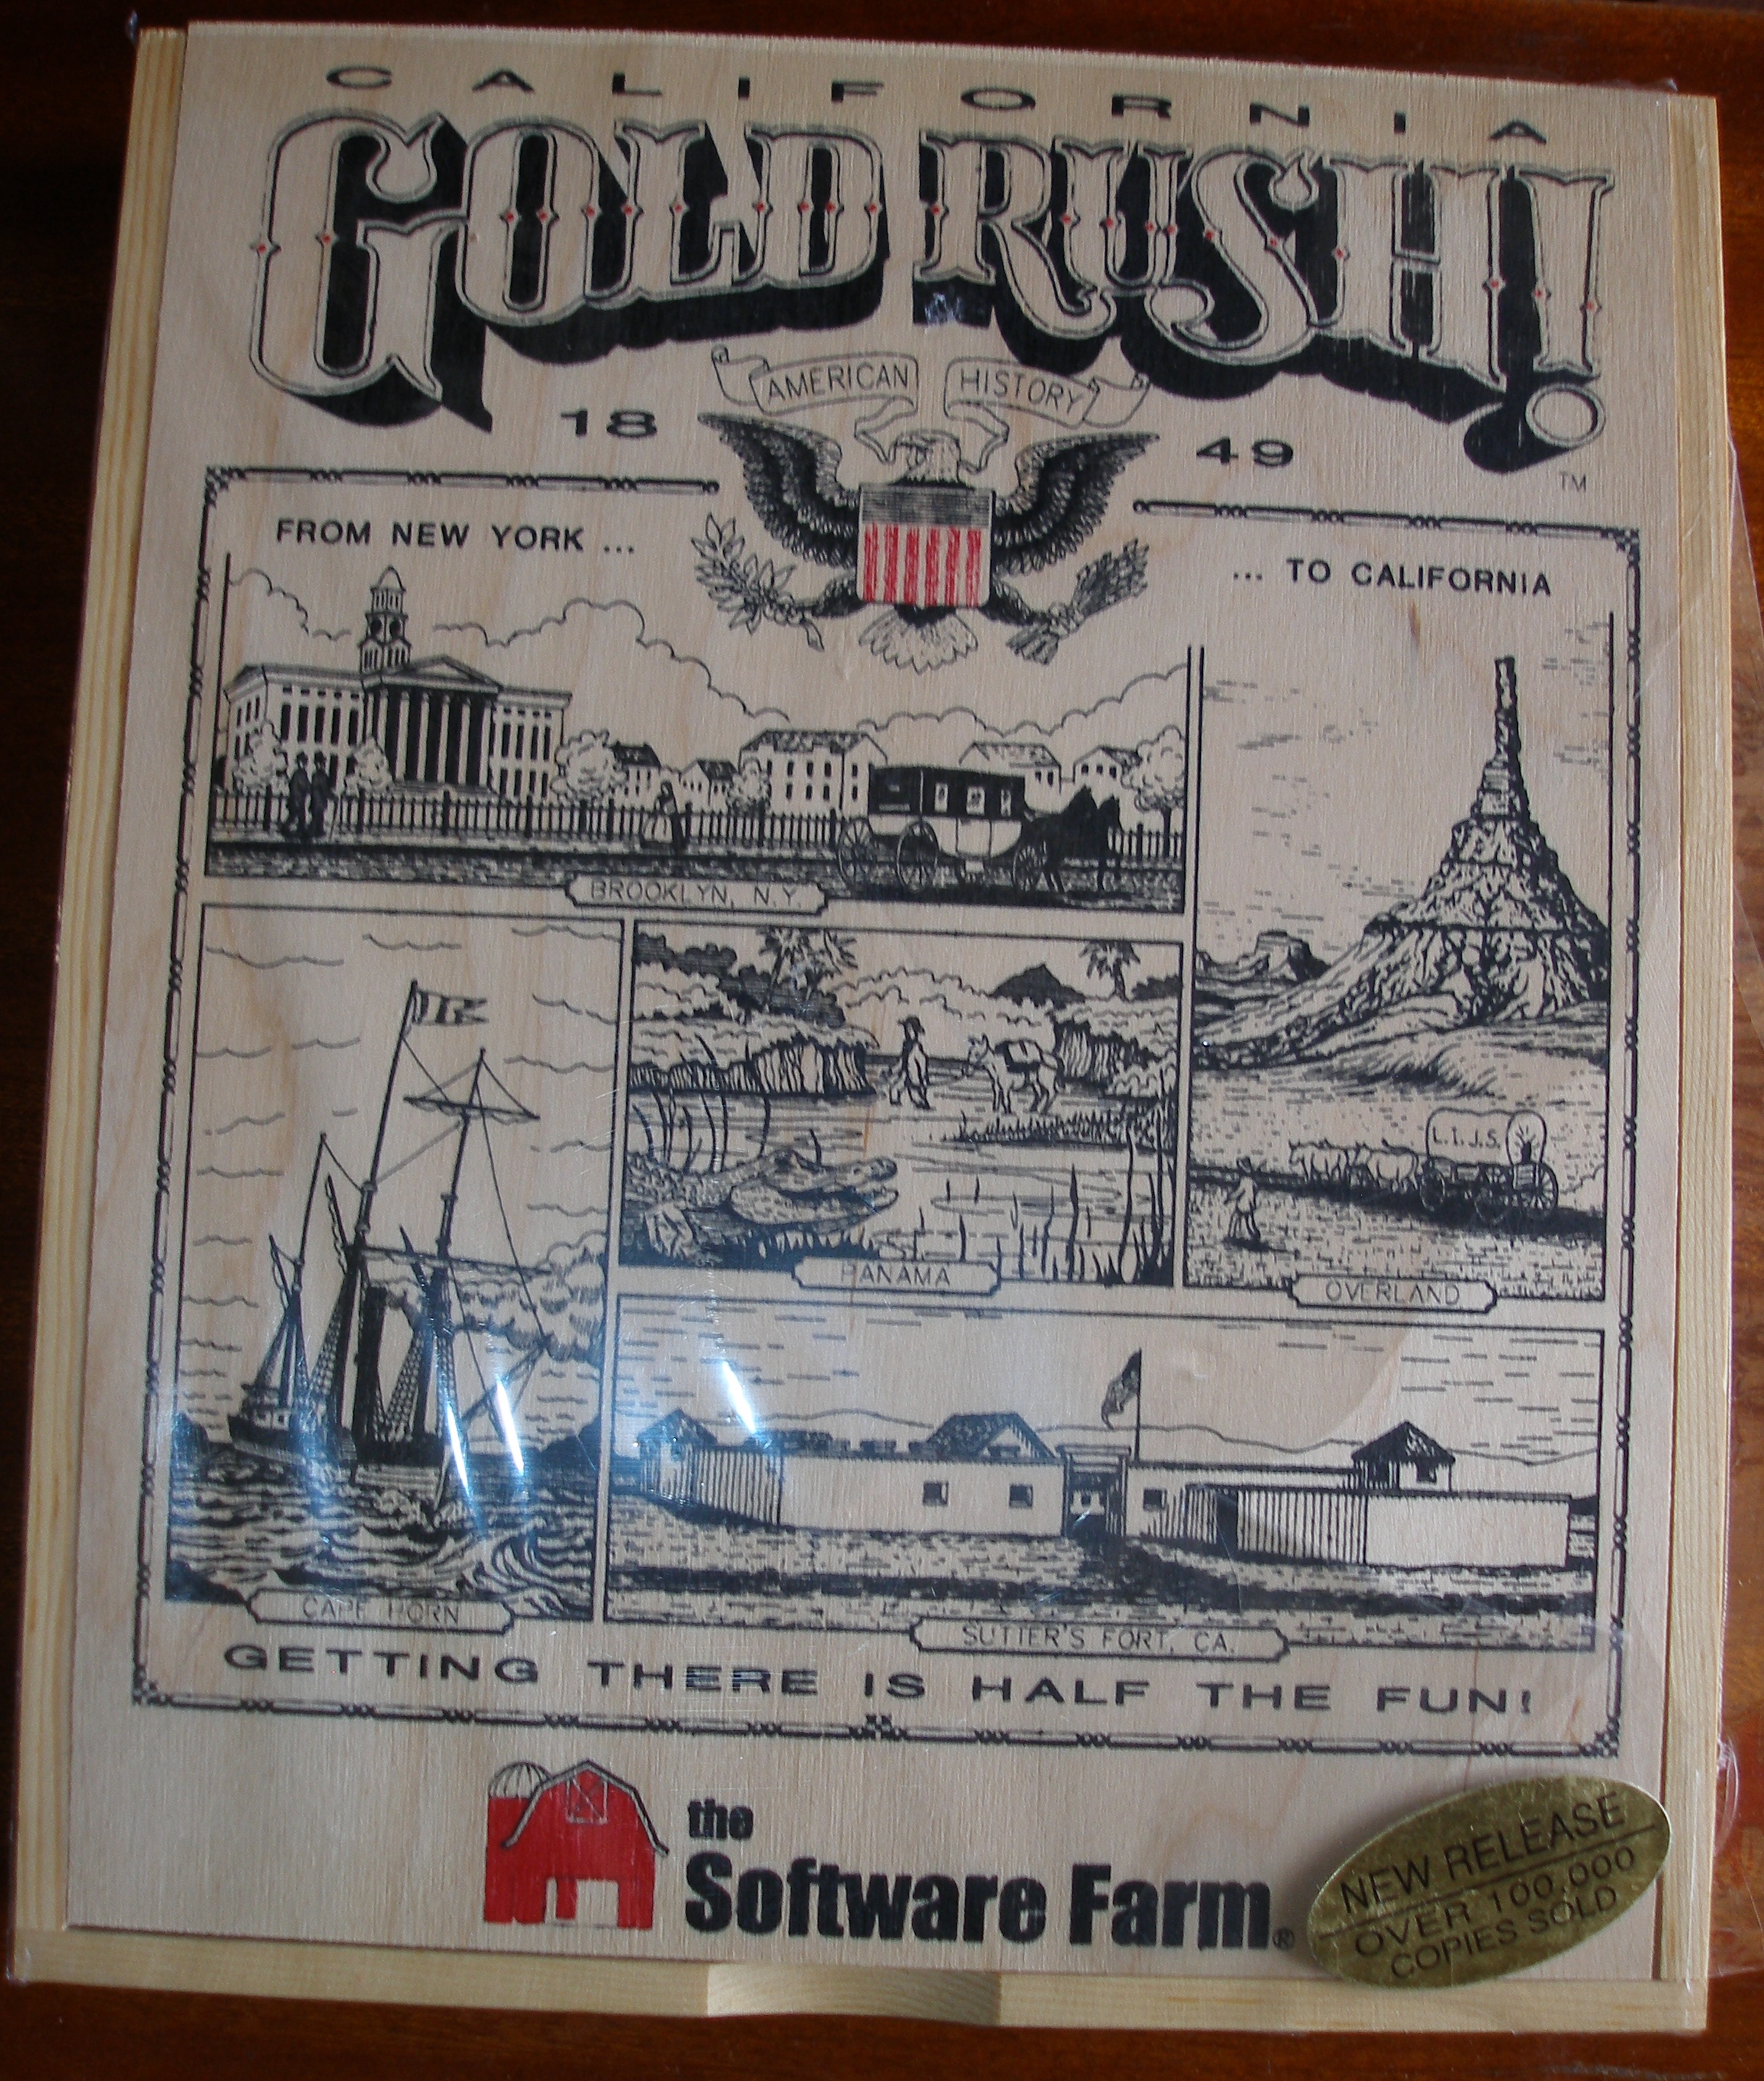 CALIFORNIA
GOLD RUSH!
TM
AMERICAN HISTORY
18 49
FROM NEW YORK ...
... TO CALIFORNIA
BROOKLYN, N.Y.
L.I.J.S.
PANAMA
OVERLAND
CAPE HORN
SUTTER'S FORT, CA.
GETTING THERE IS HALF THE FUN!
the
Software Farm®
NEW RELEASE
OVER 100,000
COPIES SOLD